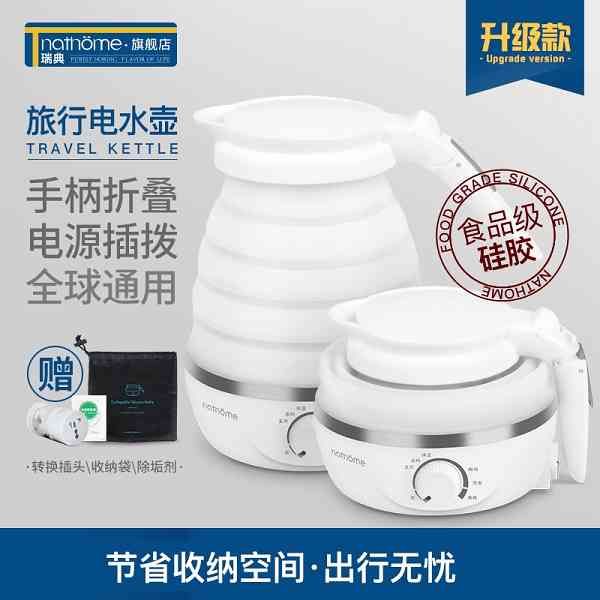 nathome·旗舰店
瑞典 PUREST NORDIC FLAVOR OF LIFE
升级款
- Upgrade version -
旅行电水壶
TRAVEL KETTLE
手柄折叠
电源插拨
全球通用
FOOD GRADE SILICONE
食品级
硅胶
NATHOME
赠
转换插头\收纳袋\除垢剂
nathome
nathome
节省收纳空间·出行无忧